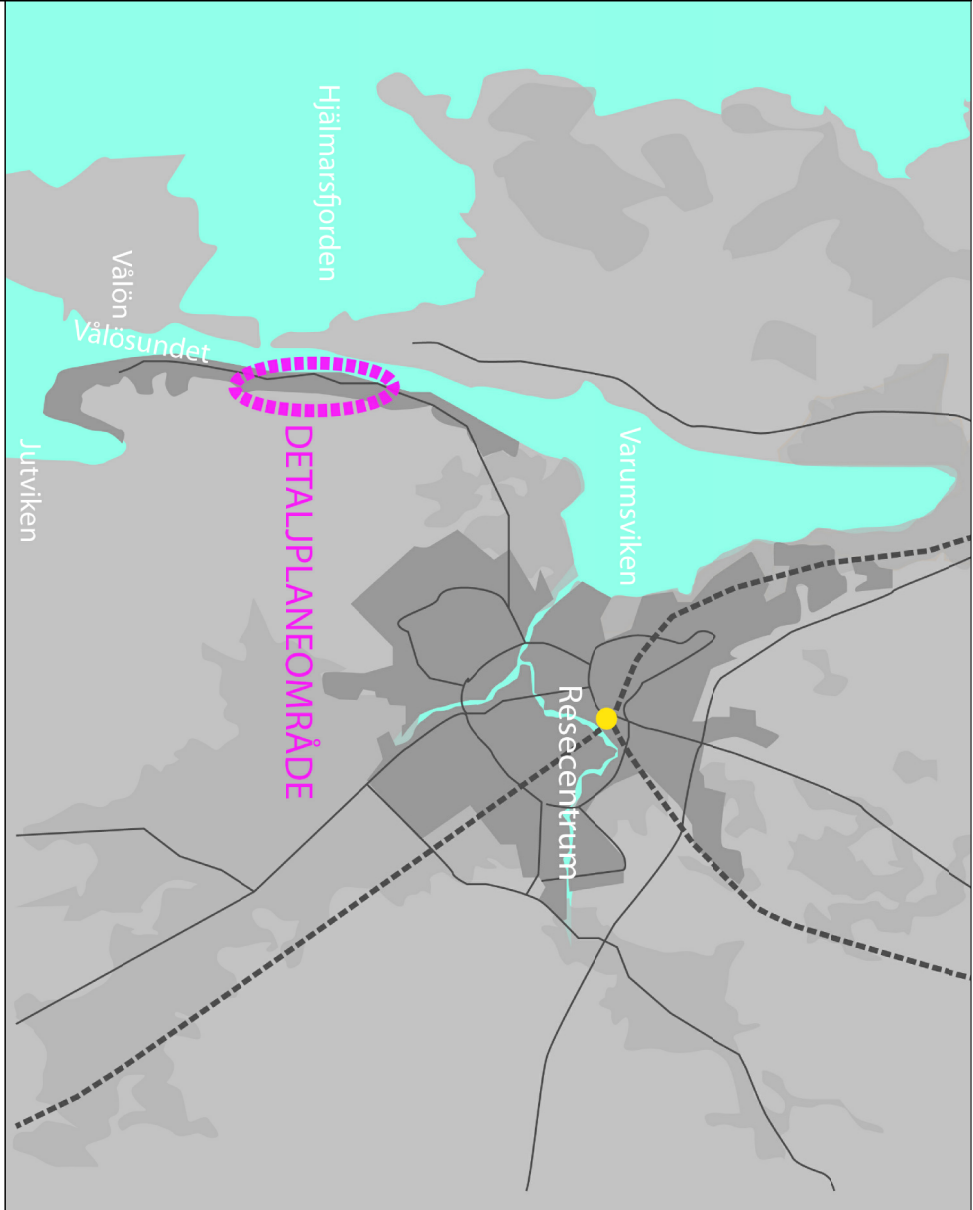 Hjälmarsfjorden
Vålön
Vålösundet
Varumsviken
Jutviken
DETALJPLANEOMRÅDE
Resecentrum